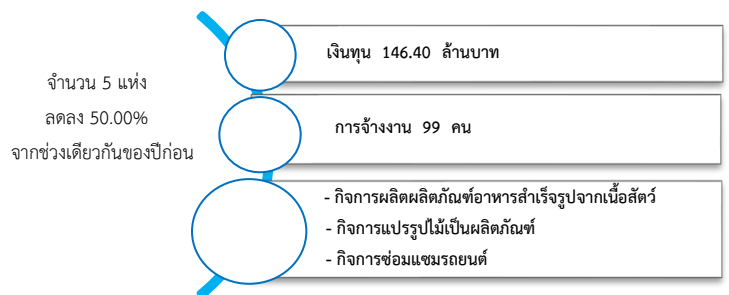 จำนวน 5 แห่ง
ลดลง 50.00%
จากช่วงเดียวกันของปีก่อน
เงินทุน 146.40 ล้านบาท
การจ้างงาน 99 คน
- กิจการผลิตผลิตภัณฑ์อาหารสำเร็จรูปจากเนื้อสัตว์
- กิจการแปรรูปไม้เป็นผลิตภัณฑ์
- กิจการซ่อมแซมรถยนต์